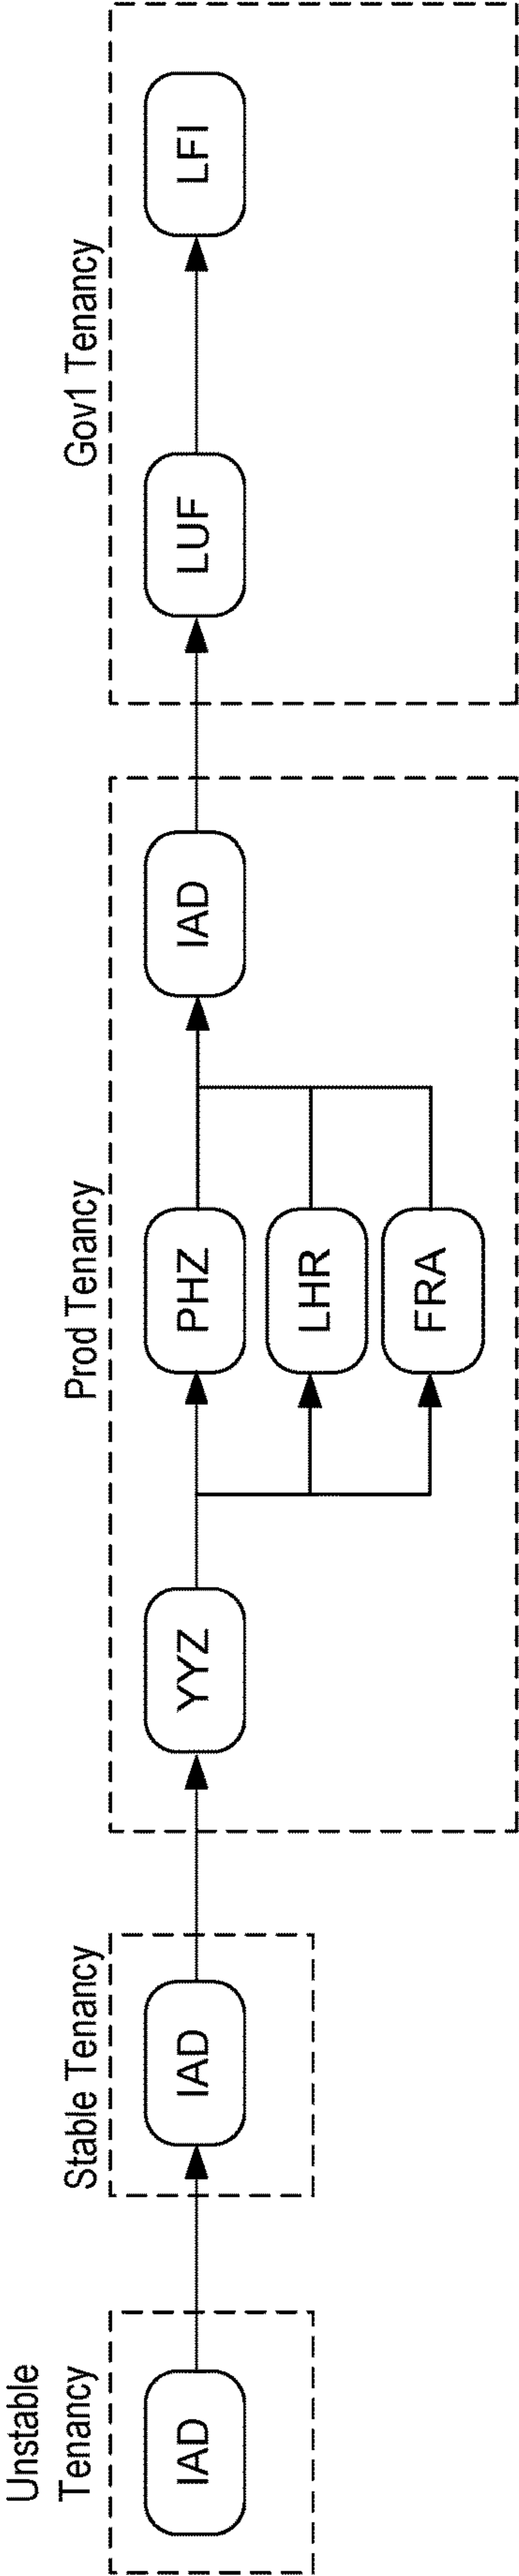 Unstable
Tenancy
IAD
Stable Tenancy
IAD
Prod Tenancy
YYZ
PHZ
LHR
FRA
IAD
Gov1 Tenancy
LUF
LFI